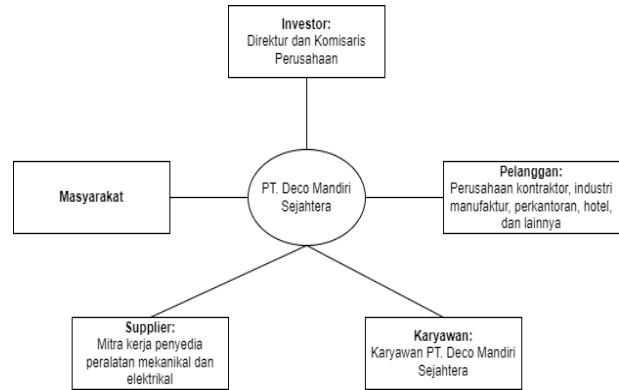 Investor:
Direktur dan Komisaris
Perusahaan
Masyarakat
PT. Deco Mandiri
Sejahtera
Pelanggan:
Perusahaan kontraktor, industri
manufaktur, perkantoran, hotel,
dan lainnya
Supplier:
Mitra kerja penyedia
peralatan mekanikal dan
elektrikal
Karyawan:
Karyawan PT. Deco Mandiri
Sejahtera